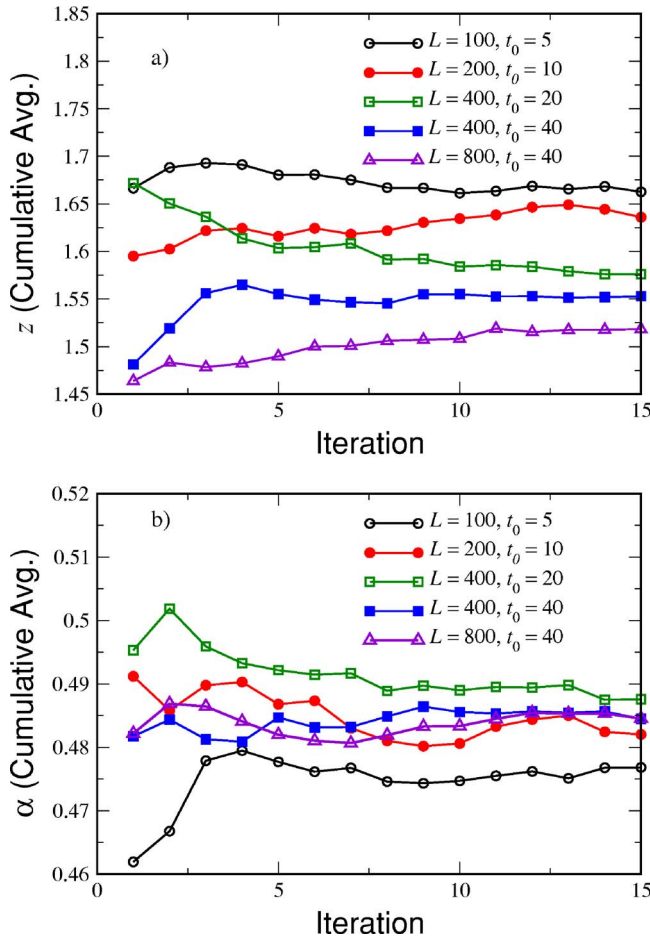 1.85
1.8
1.75
1.7
1.65
1.6
1.55
1.5
1.45
z (Cumulative Avg.)
a)
L = 100, t0 = 5
L = 200, t0 = 10
L = 400, t0 = 20
L = 400, t0 = 40
L = 800, t0 = 40
0 5 10 15
Iteration
0.52
0.51
0.5
0.49
0.48
0.47
0.46
α (Cumulative Avg.)
b)
L = 100, t0 = 5
L = 200, t0 = 10
L = 400, t0 = 20
L = 400, t0 = 40
L = 800, t0 = 40
0 5 10 15
Iteration